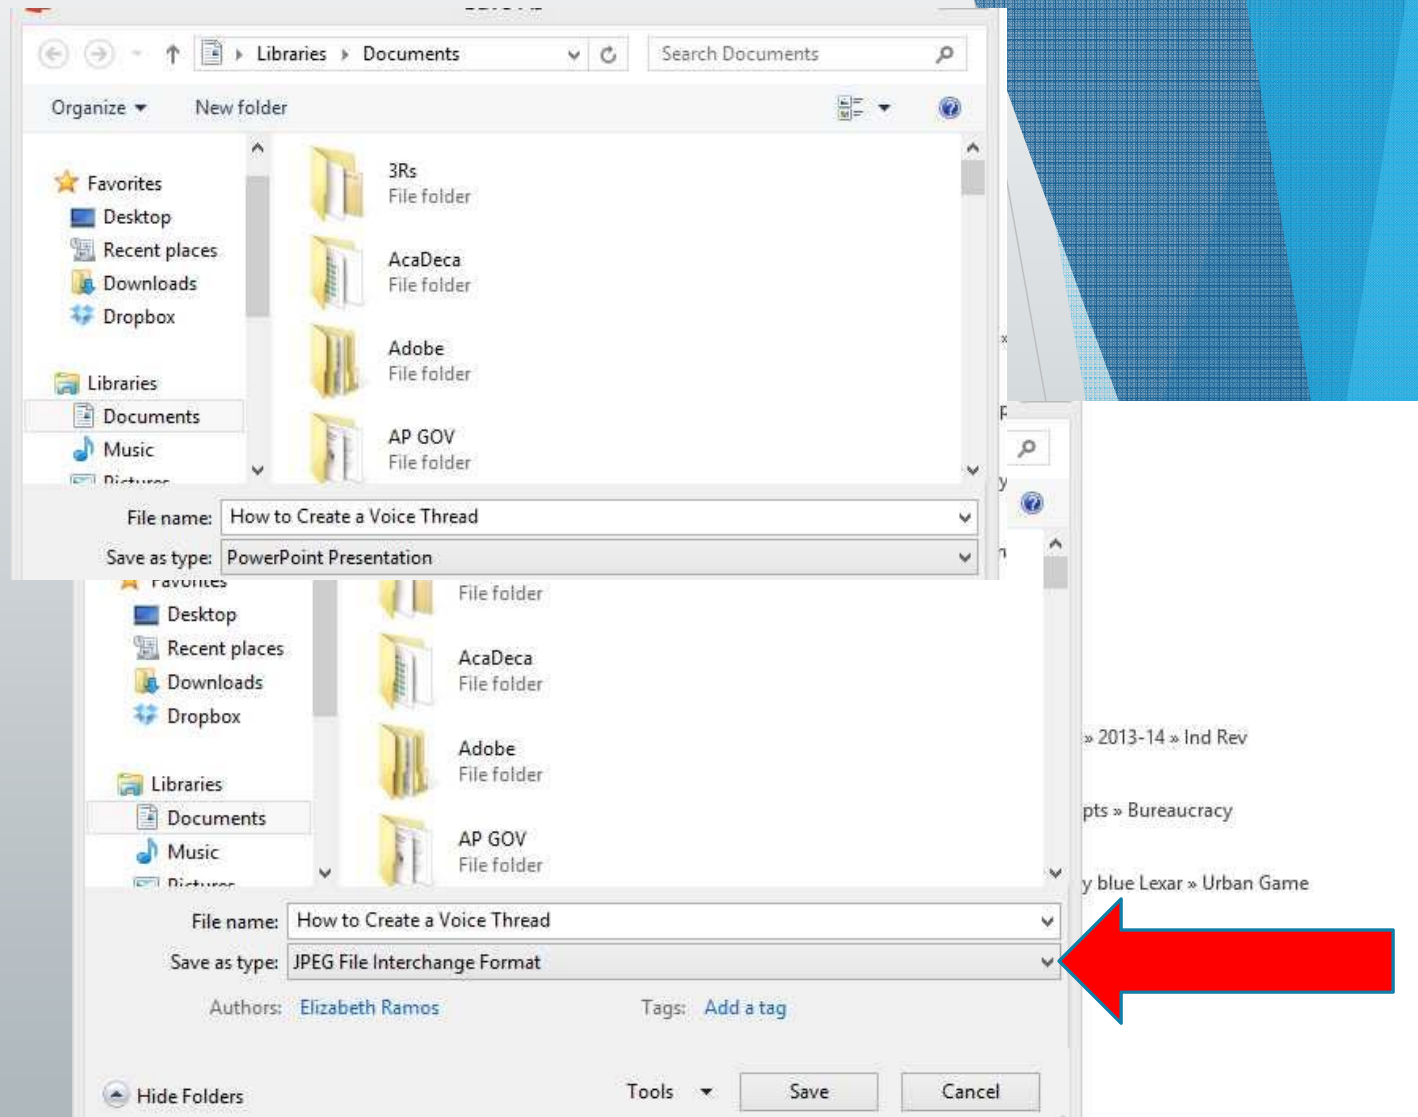 Libraries Documents Search Documents
Organize New folder
Favorites
Desktop
Recent places
Downloads
Dropbox
Libraries
Documents
Music
Pictures
3Rs
File folder
AcaDeca
File folder
Adobe
File folder
AP GOV
File folder
File name: How to Create a Voice Thread
Save as type: PowerPoint Presentation
Favorites
Desktop
Recent places
Downloads
Dropbox
Libraries
Documents
Music
Pictures
File folder
AcaDeca
File folder
Adobe
File folder
AP GOV
File folder
» 2013-14 » Ind Rev
pts » Bureaucracy
y blue Lexar » Urban Game
File name: How to Create a Voice Thread
Save as type: JPEG File Interchange Format
Authors: Elizabeth Ramos Tags: Add a tag
Hide Folders Tools Save Cancel